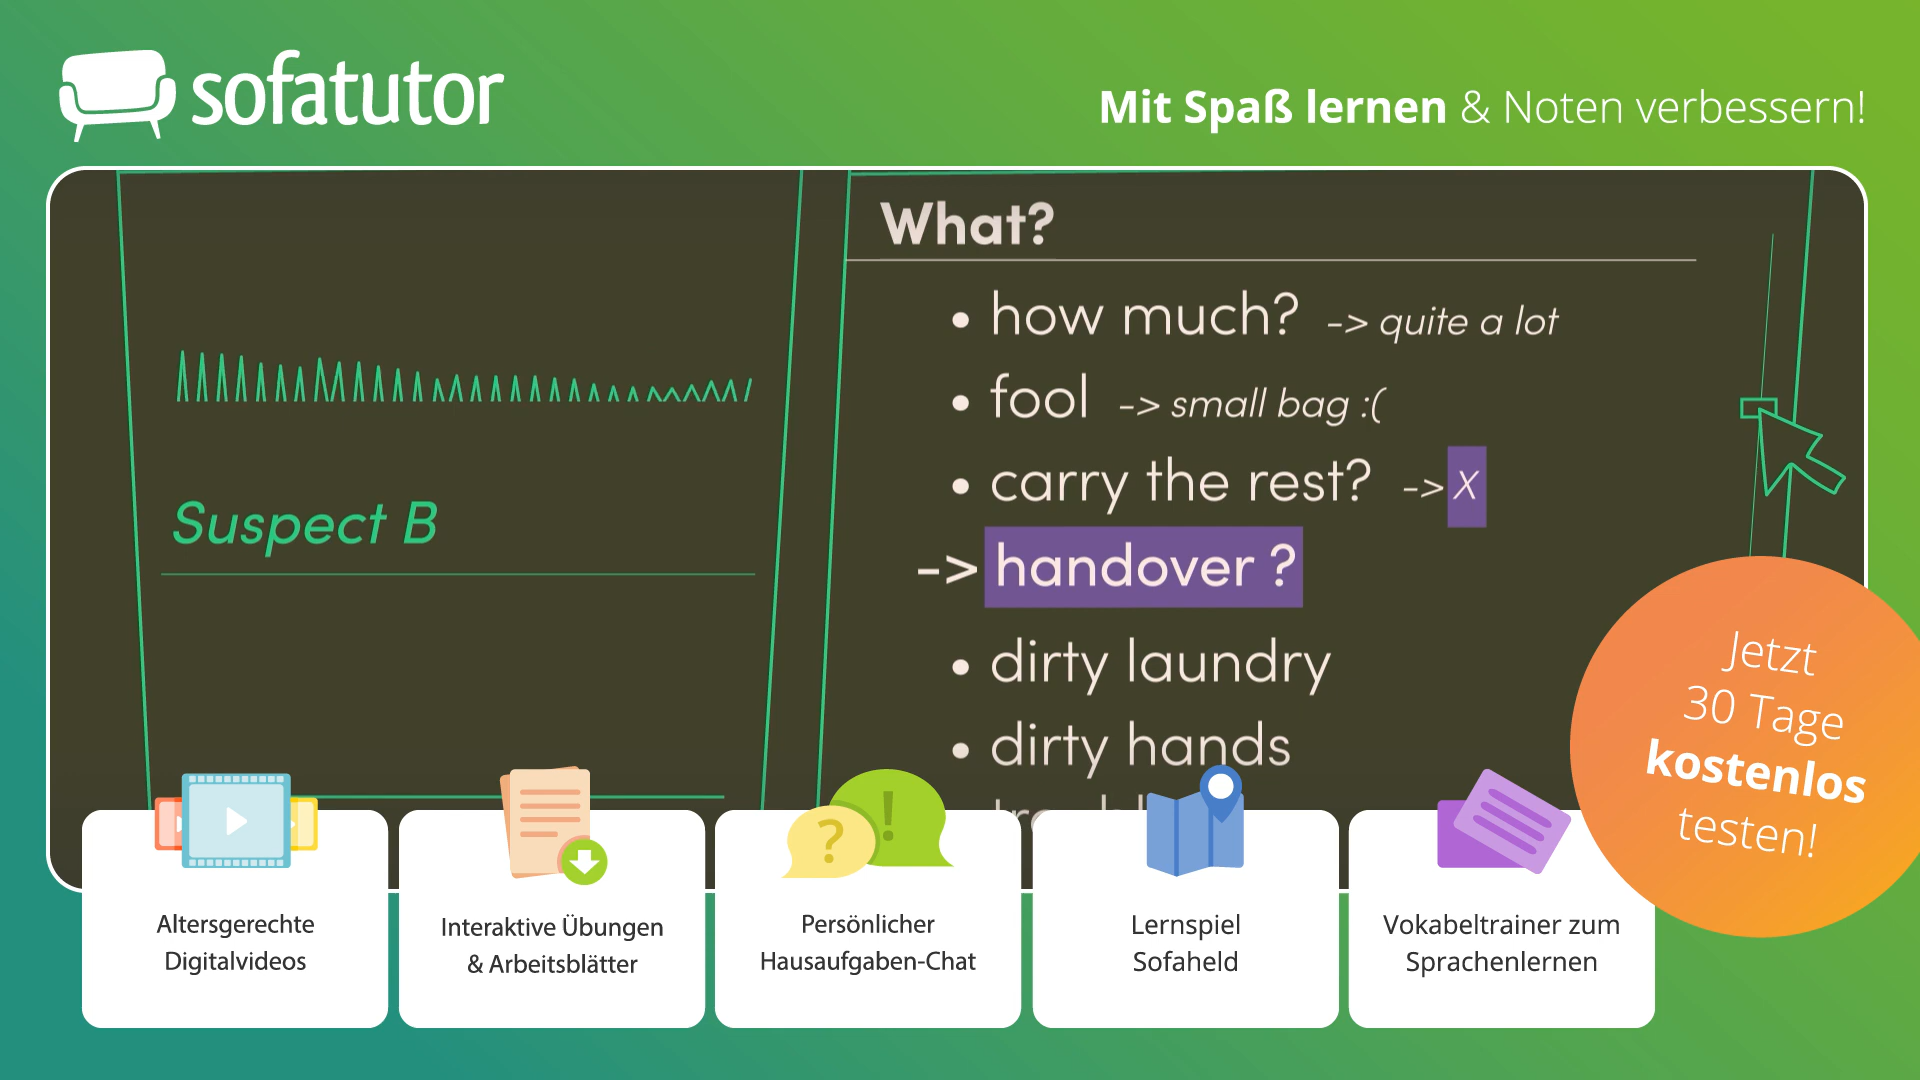 sofatutor
Mit Spaß lernen & Noten verbessern!
What?
• how much? -> quite a lot
• fool -> small bag :(
• carry the rest? -> X
-> handover ?
• dirty laundry
• dirty hands
Suspect B
Jetzt
30 Tage
kostenlos
testen!
Altersgerechte
Digitalvideos
Interaktive Übungen
& Arbeitsblätter
? !
Persönlicher
Hausaufgaben-Chat
Lernspiel
Sofaheld
Vokabeltrainer zum
Sprachenlernen